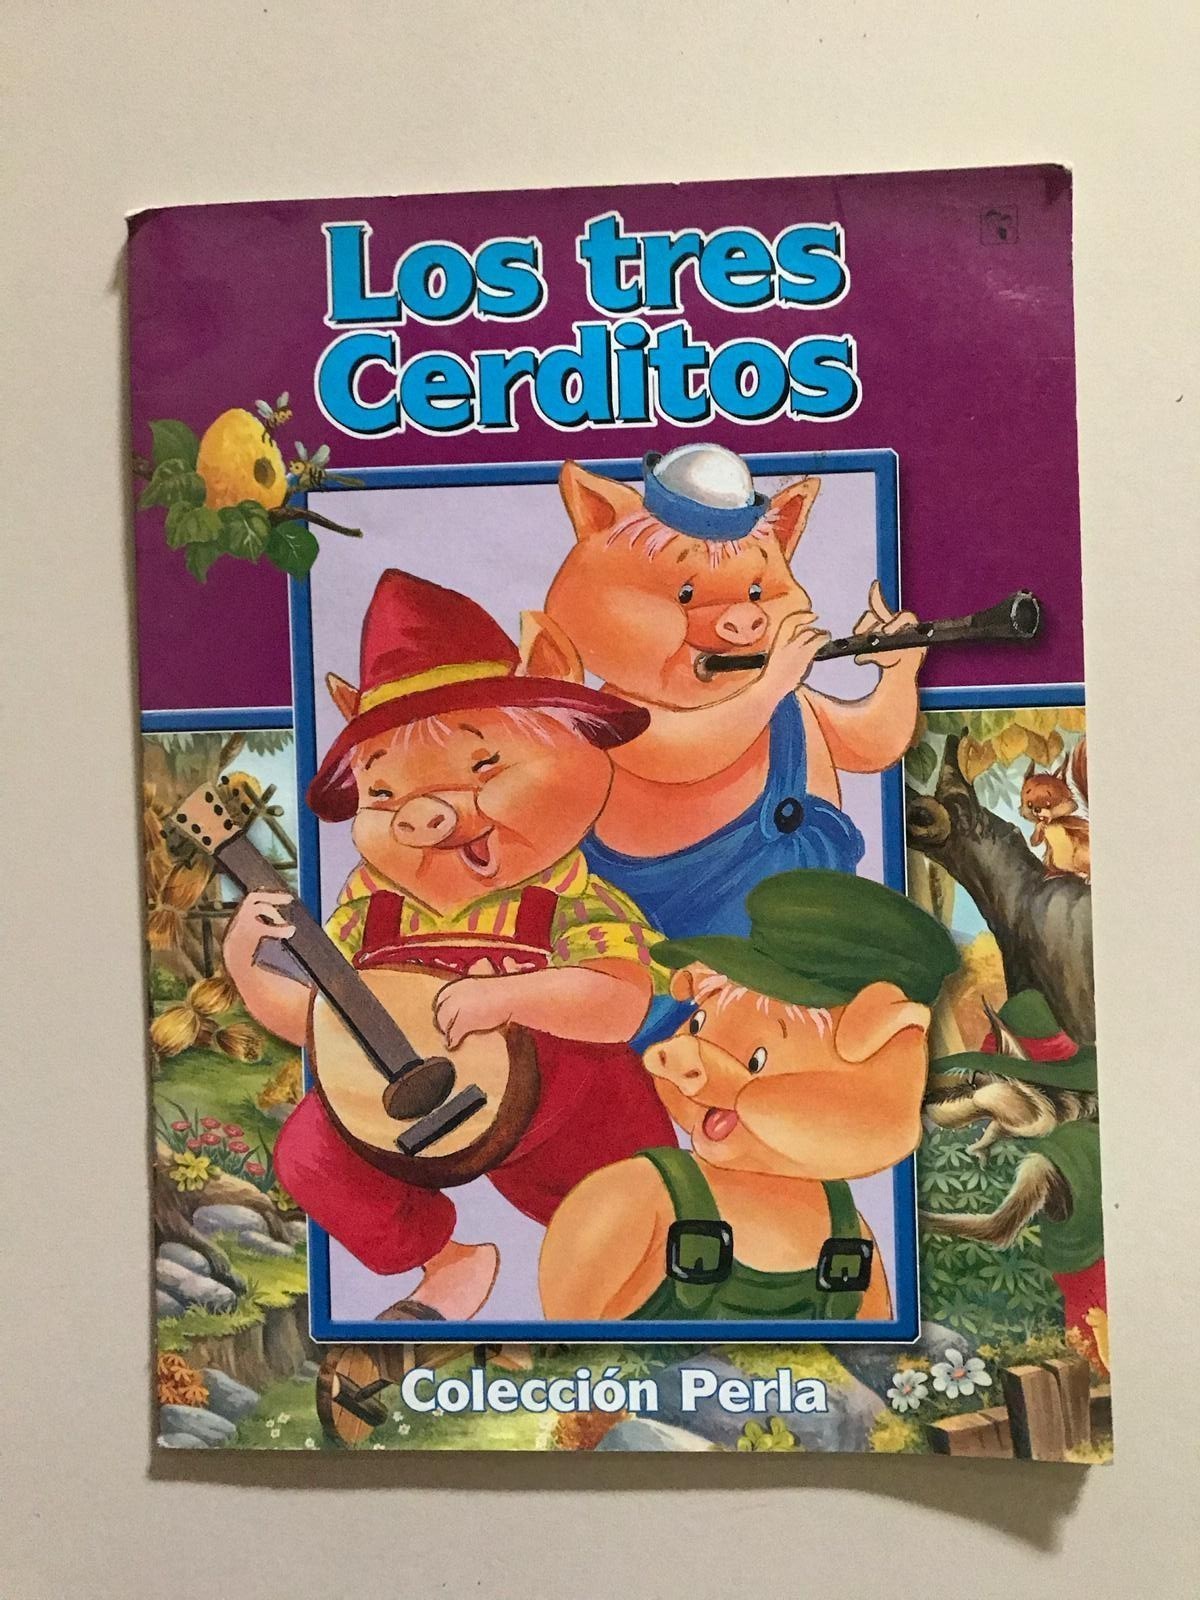 Los tres
Cerditos
Colección Perla